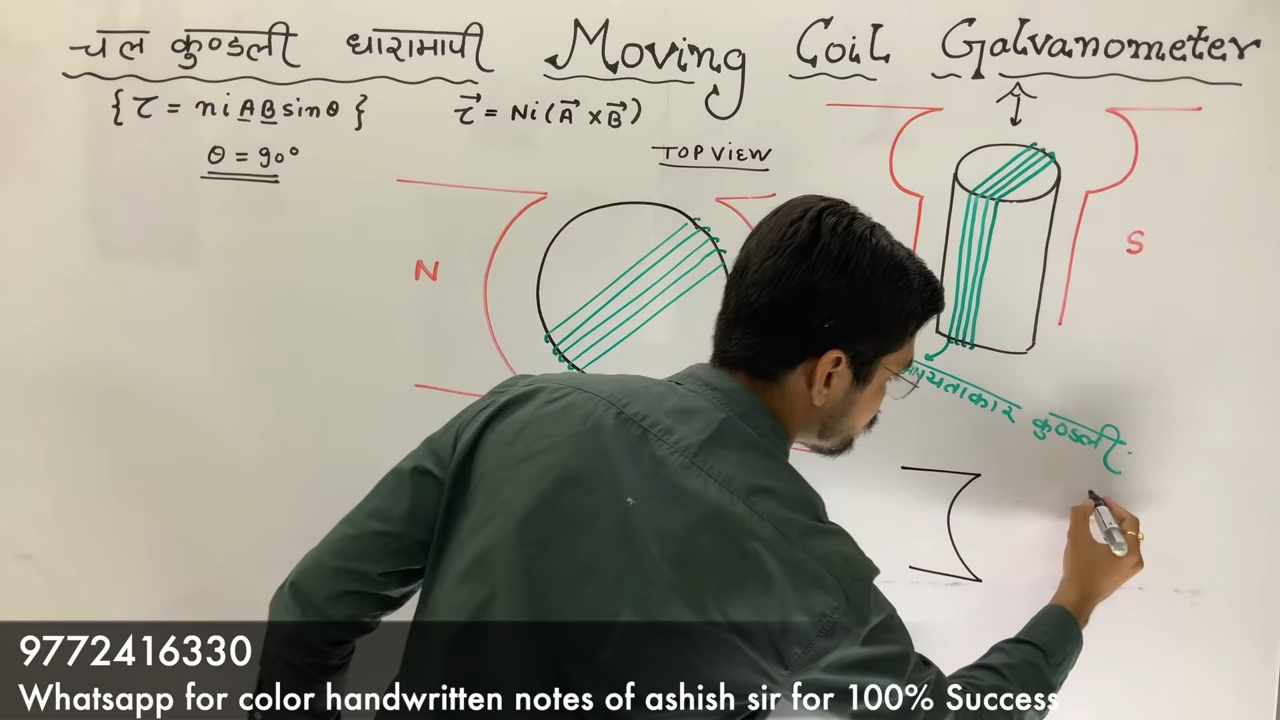 चल कुण्डली धारामापी Moving Coil Galvanometer
{ τ = niABsinθ } τ⃗ = Ni(A⃗ × B⃗)
θ = 90°
TOP VIEW
N
S
कुण्डली
9772416330
Whatsapp for color handwritten notes of ashish sir for 100% Success